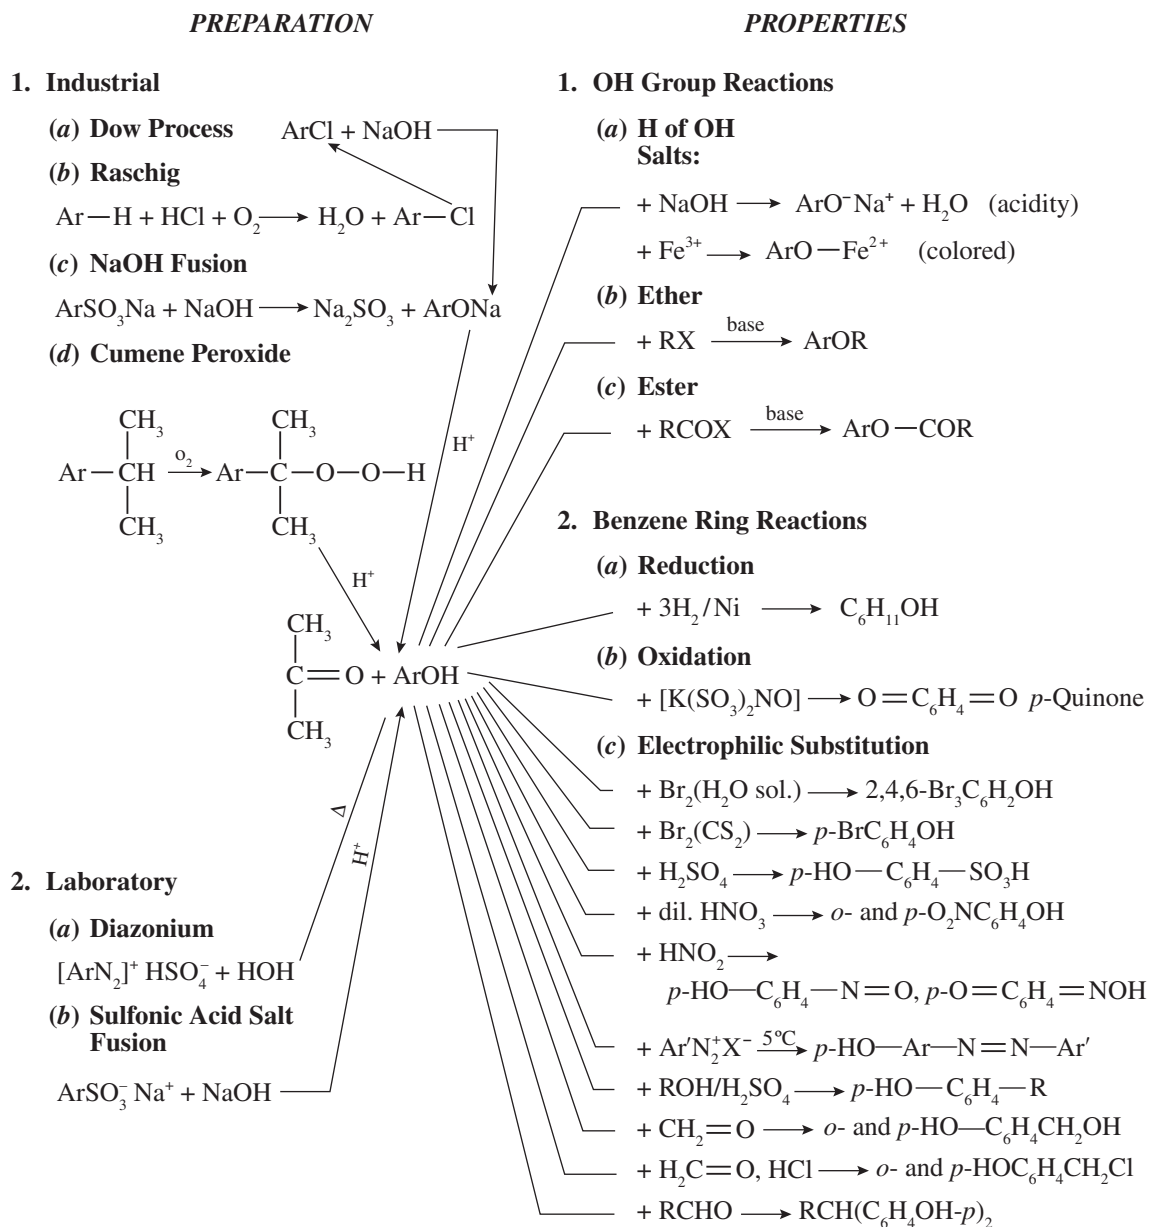 PREPARATION
1. Industrial
(a) Dow Process ArCl + NaOH
(b) Raschig
Ar—H + HCl + O₂ ⟶ H₂O + Ar—Cl
(c) NaOH Fusion
ArSO₃Na + NaOH ⟶ Na₂SO₃ + ArONa
(d) Cumene Peroxide
CH₃ CH₃
Ar—CH —O₂→ Ar—C—O—O—H
CH₃ CH₃
H⁺
H⁺
CH₃
C=O + ArOH
CH₃
Δ
H⁺
2. Laboratory
(a) Diazonium
[ArN₂]⁺ HSO₄⁻ + HOH
(b) Sulfonic Acid Salt
Fusion
ArSO₃⁻ Na⁺ + NaOH
PROPERTIES
1. OH Group Reactions
(a) H of OH
Salts:
+ NaOH ⟶ ArO⁻Na⁺ + H₂O (acidity)
+ Fe³⁺ ⟶ ArO—Fe²⁺ (colored)
(b) Ether
+ RX —base→ ArOR
(c) Ester
+ RCOX —base→ ArO—COR
2. Benzene Ring Reactions
(a) Reduction
+ 3H₂/Ni ⟶ C₆H₁₁OH
(b) Oxidation
+ [K(SO₃)₂NO] ⟶ O=C₆H₄=O p-Quinone
(c) Electrophilic Substitution
+ Br₂(H₂O sol.) ⟶ 2,4,6-Br₃C₆H₂OH
+ Br₂(CS₂) ⟶ p-BrC₆H₄OH
+ H₂SO₄ ⟶ p-HO—C₆H₄—SO₃H
+ dil. HNO₃ ⟶ o- and p-O₂NC₆H₄OH
+ HNO₂ ⟶
p-HO—C₆H₄—N=O, p-O=C₆H₄=NOH
+ Ar′N₂⁺X⁻ —5°C→ p-HO—Ar—N=N—Ar′
+ ROH/H₂SO₄ ⟶ p-HO—C₆H₄—R
+ CH₂=O ⟶ o- and p-HO—C₆H₄CH₂OH
+ H₂C=O, HCl ⟶ o- and p-HOC₆H₄CH₂Cl
+ RCHO ⟶ RCH(C₆H₄OH-p)₂